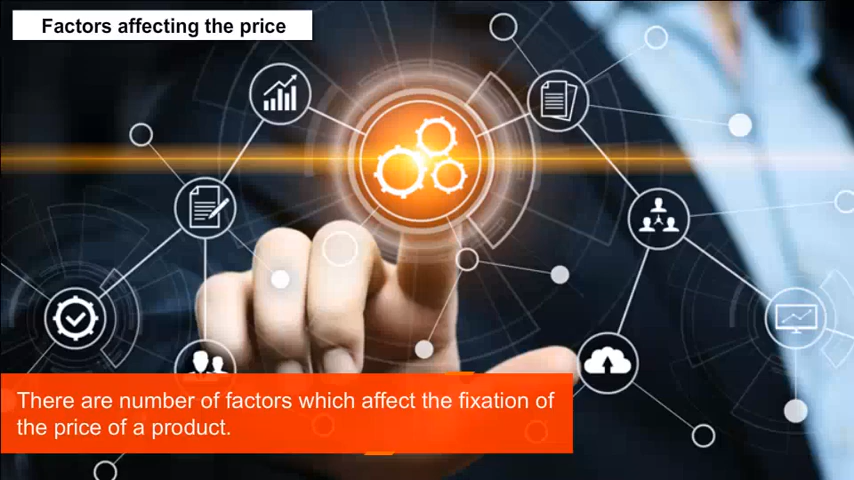 Factors affecting the price
There are number of factors which affect the fixation of
the price of a product.